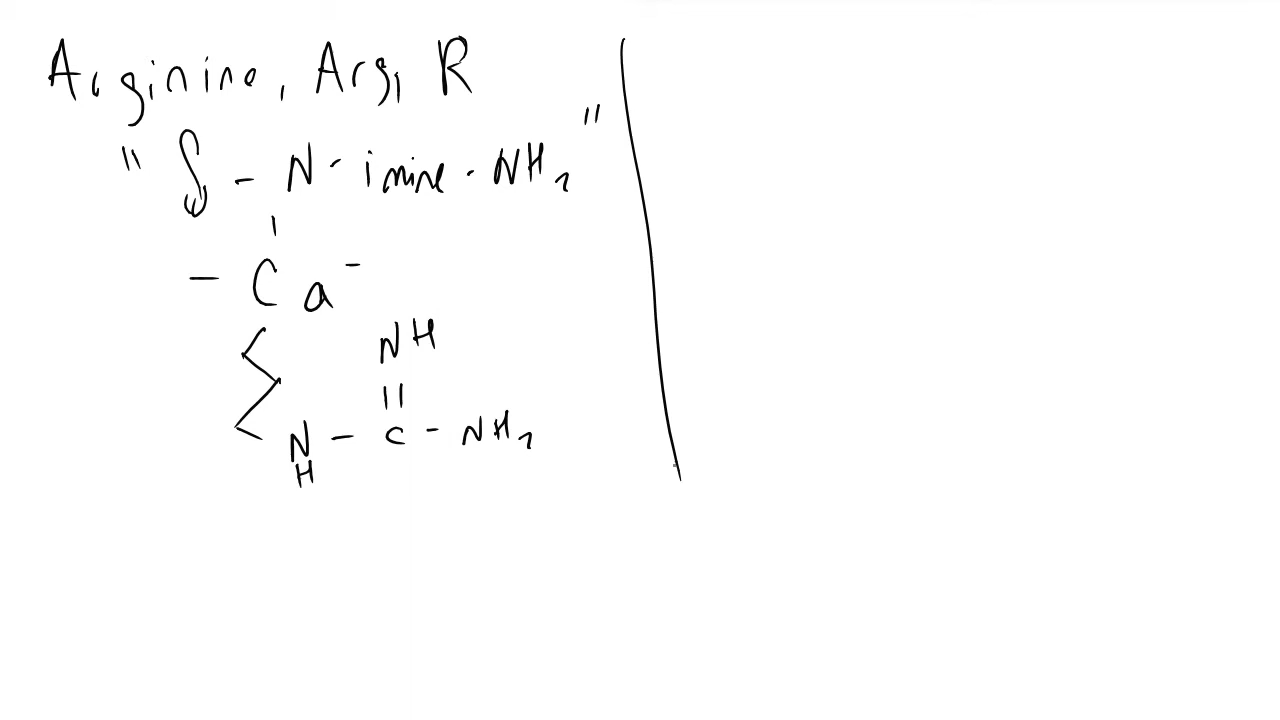 Arginine, Arg, R
" δ - N - imine - NH₂ "
- Ca -
NH
||
N - C - NH₂
H